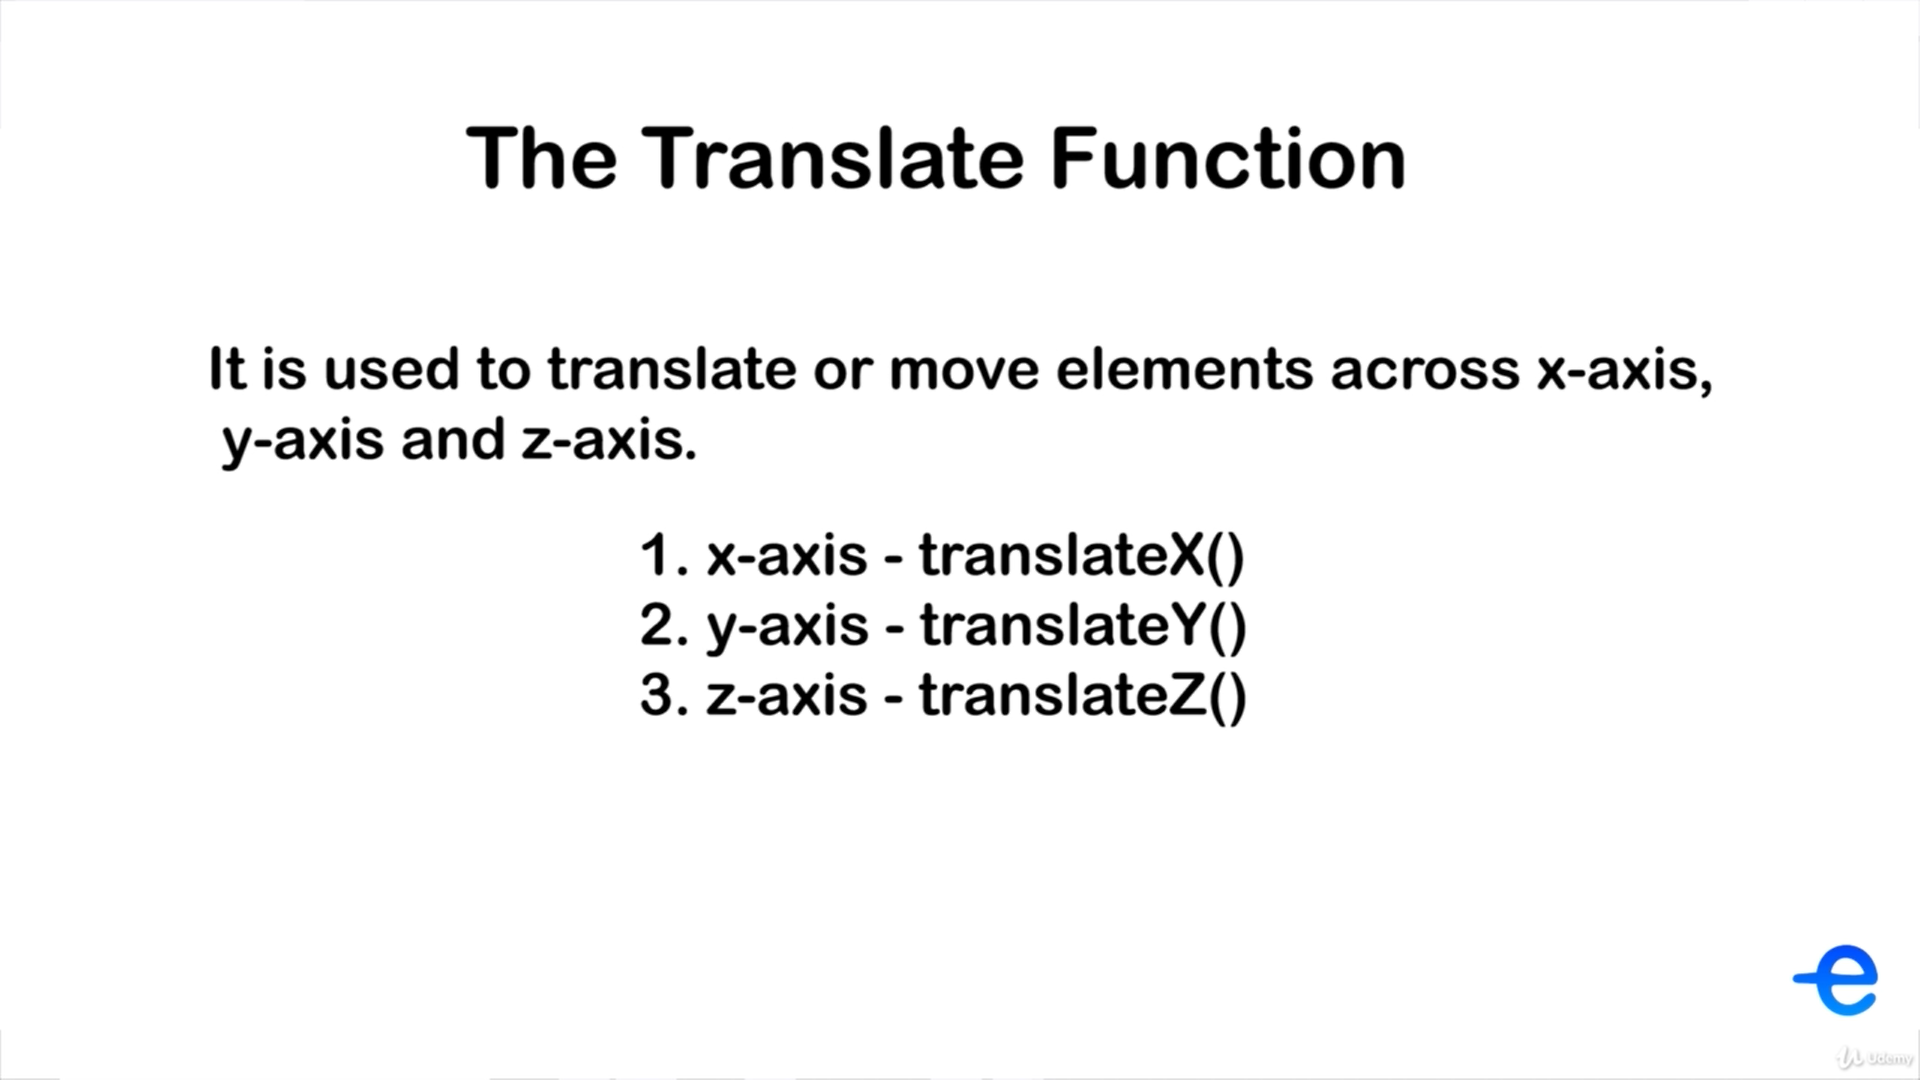 The Translate Function
It is used to translate or move elements across x-axis,
y-axis and z-axis.
1. x-axis - translateX()
2. y-axis - translateY()
3. z-axis - translateZ()
e
Udemy